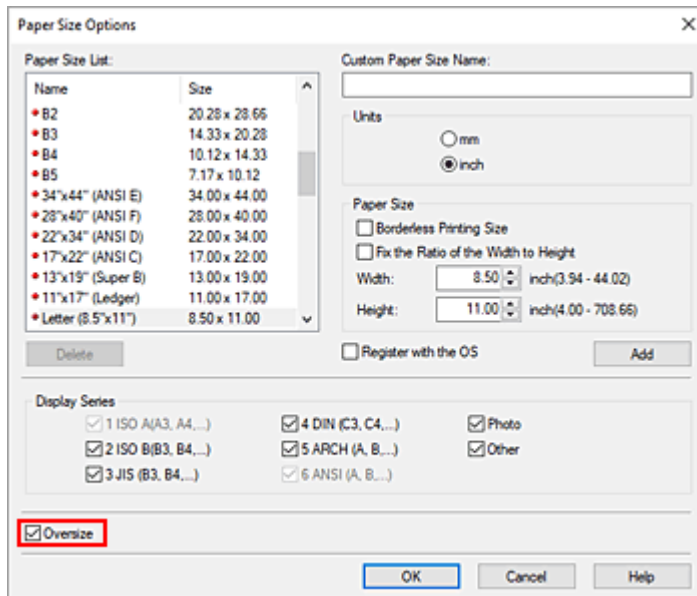 Paper Size Options
Paper Size List:
Name Size
B2 20.28 x 28.66
B3 14.33 x 20.28
B4 10.12 x 14.33
B5 7.17 x 10.12
34"x44" (ANSI E) 34.00 x 44.00
28"x40" (ANSI F) 28.00 x 40.00
22"x34" (ANSI D) 22.00 x 34.00
17"x22" (ANSI C) 17.00 x 22.00
13"x19" (Super B) 13.00 x 19.00
11"x17" (Ledger) 11.00 x 17.00
Letter (8.5"x11") 8.50 x 11.00
Delete
Custom Paper Size Name:
Units
mm
inch
Paper Size
Borderless Printing Size
Fix the Ratio of the Width to Height
Width: 8.50 inch(3.94 - 44.02)
Height: 11.00 inch(4.00 - 708.66)
Register with the OS Add
Display Series
1 ISO A(A3, A4,...) 4 DIN (C3, C4,...) Photo
2 ISO B(B3, B4,...) 5 ARCH (A, B,...) Other
3 JIS (B3, B4,...) 6 ANSI (A, B,...)
Oversize
OK Cancel Help